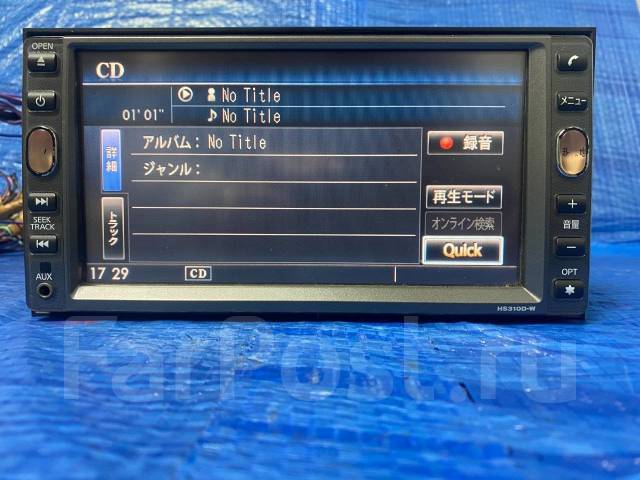 OPEN
CD
メニュー
No Title
01'01"
No Title
詳細
アルバム： No Title
録音
ジャンル：
再生モード
トラック
オンライン検索
SEEK
TRACK
音量
Quick
AUX
17 29
CD
OPT
HS310D-W
FarPost.ru